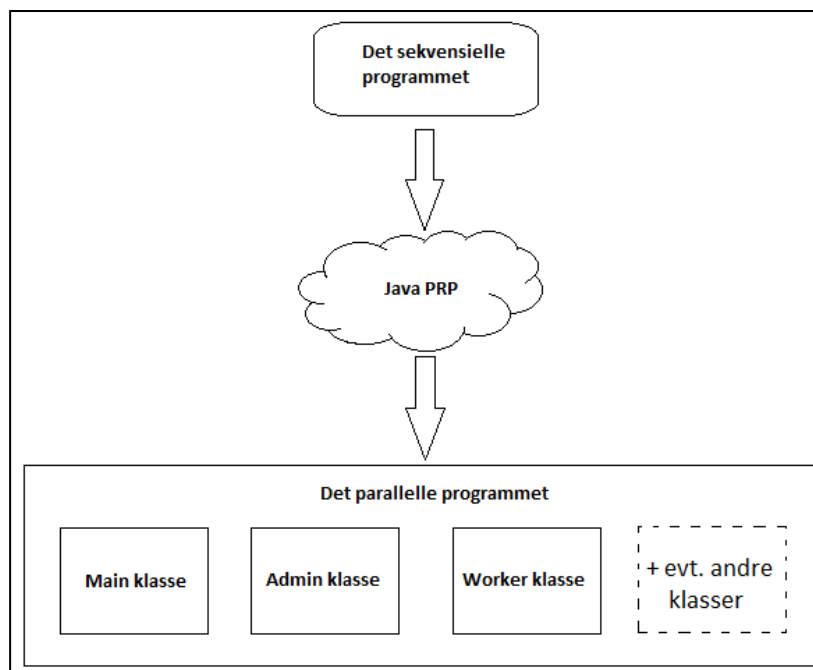 Det sekvensielle
programmet
Java PRP
Det parallelle programmet
Main klasse
Admin klasse
Worker klasse
+ evt. andre
klasser